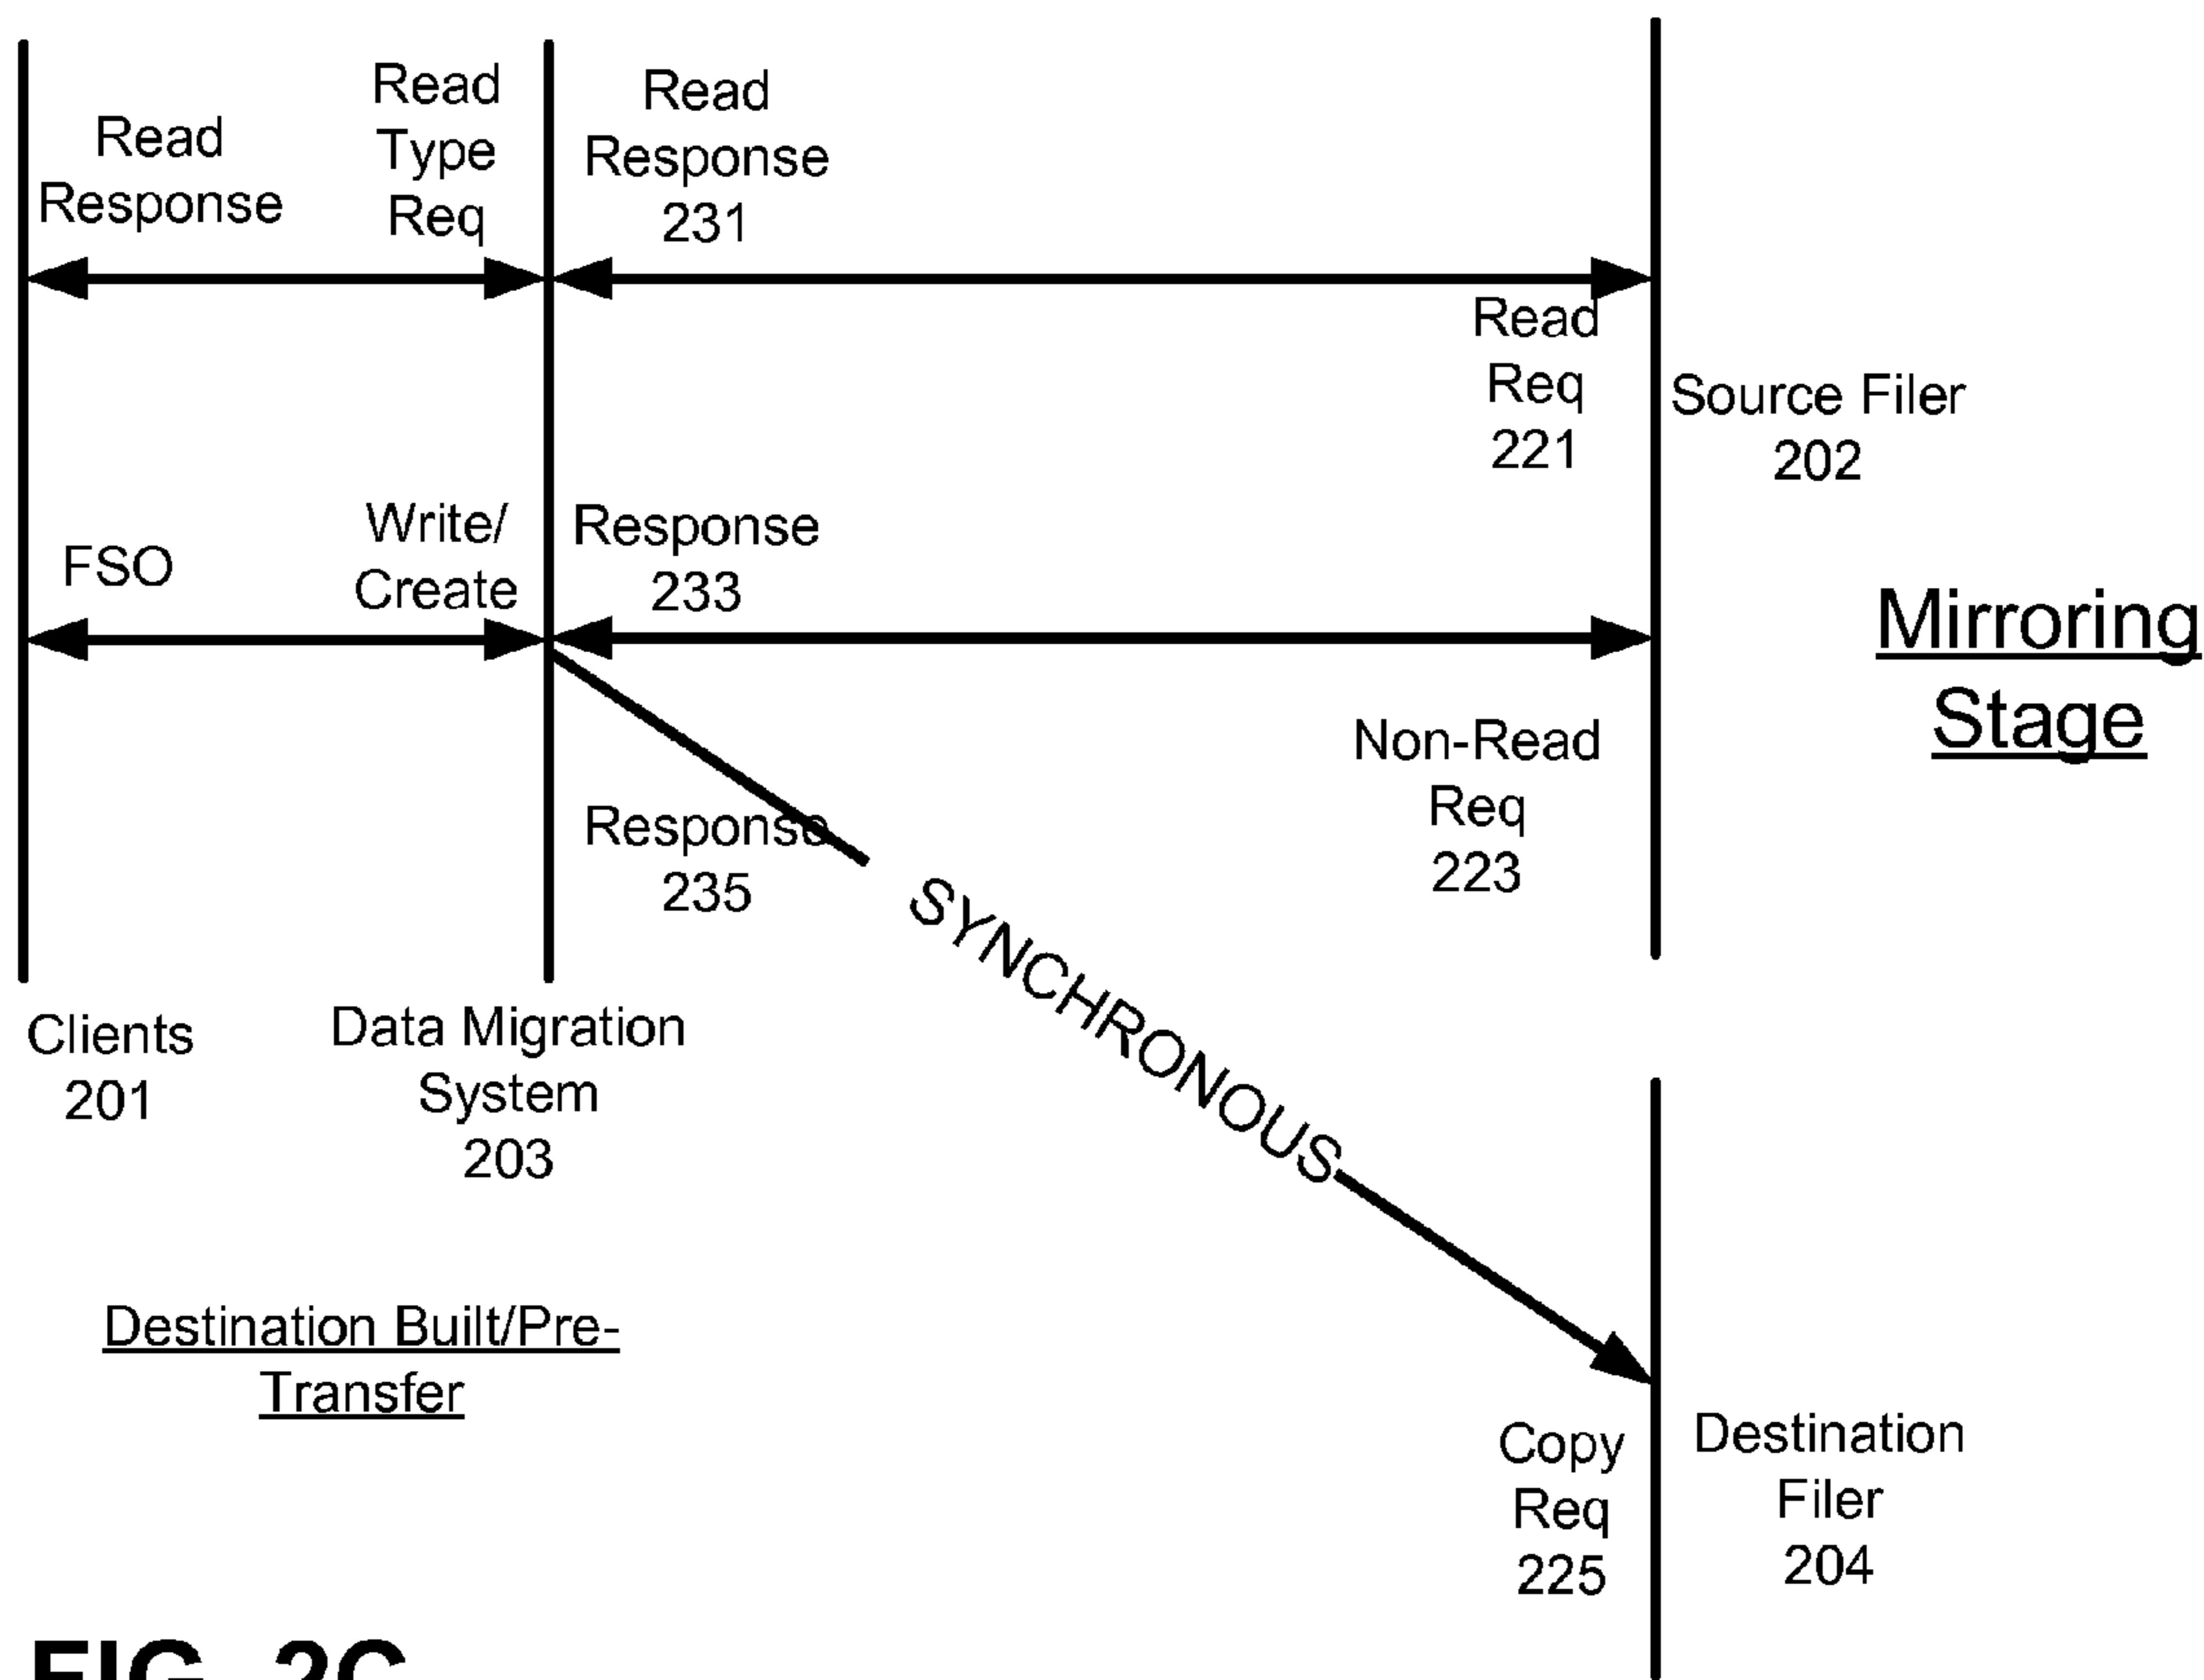 Read
Response
Read
Type
Req
Read
Response
231
Read
Req
221
Source Filer
202
FSO
Write/
Create
Response
233
Mirroring
Stage
Non-Read
Req
223
Response
235
SYNCHRONOUS
Clients
201
Data Migration
System
203
Destination Built/Pre-
Transfer
Copy
Req
225
Destination
Filer
204
FIG. 2C